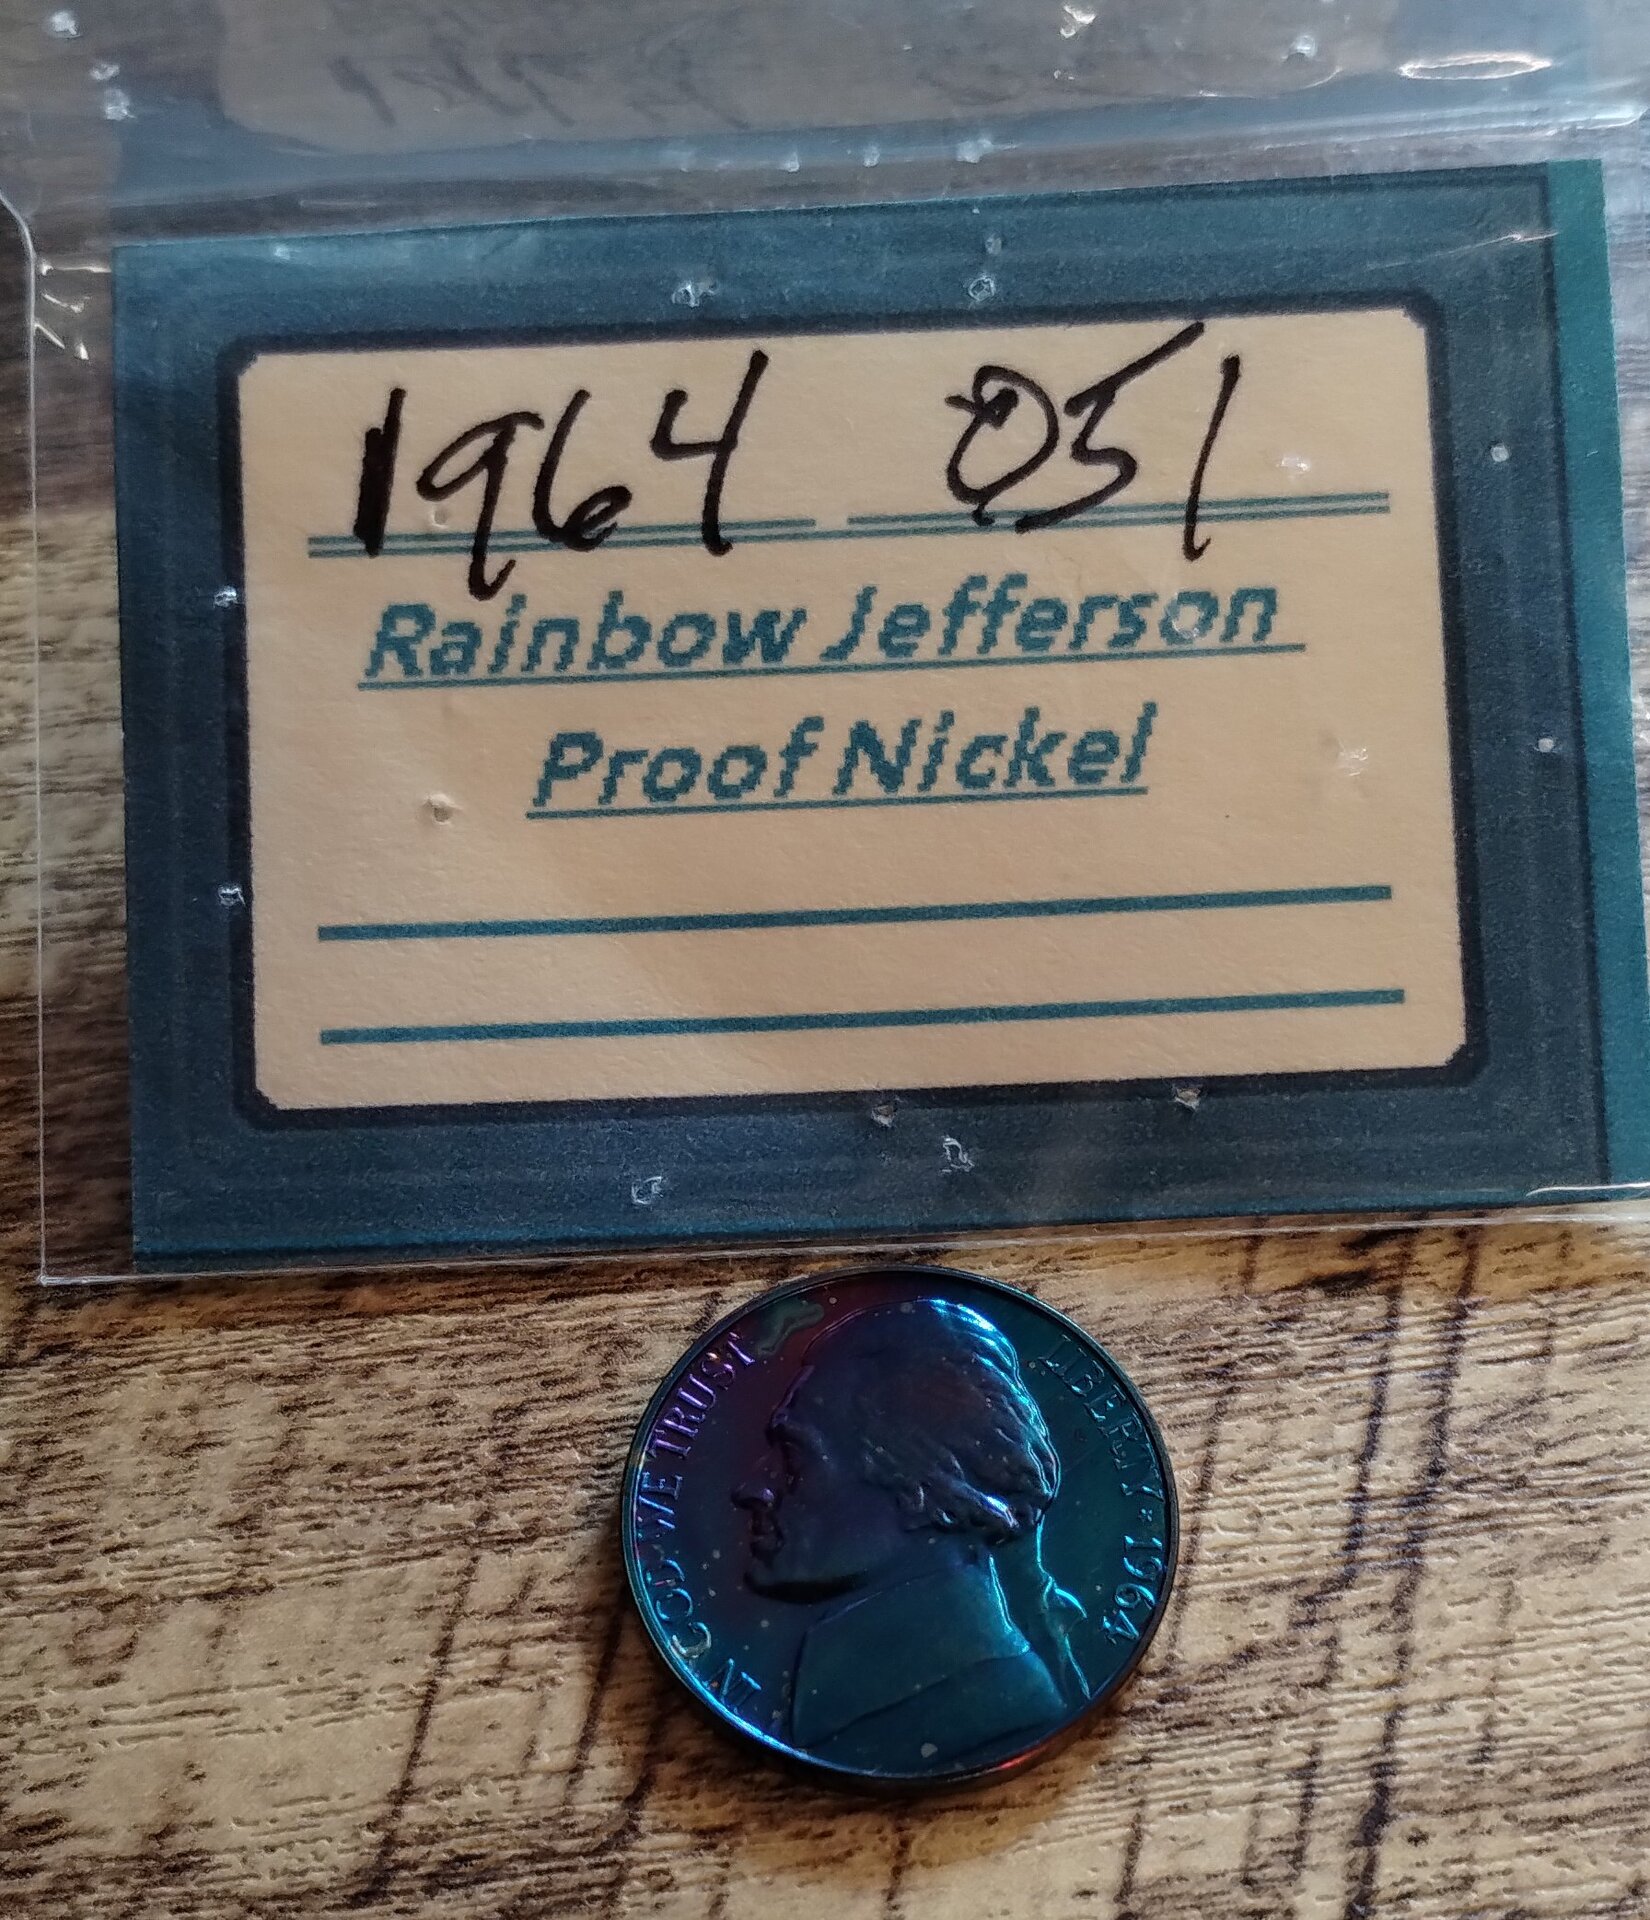 1964 051
Rainbow Jefferson
Proof Nickel
IN GOD WE TRUST
LIBERTY * 1964